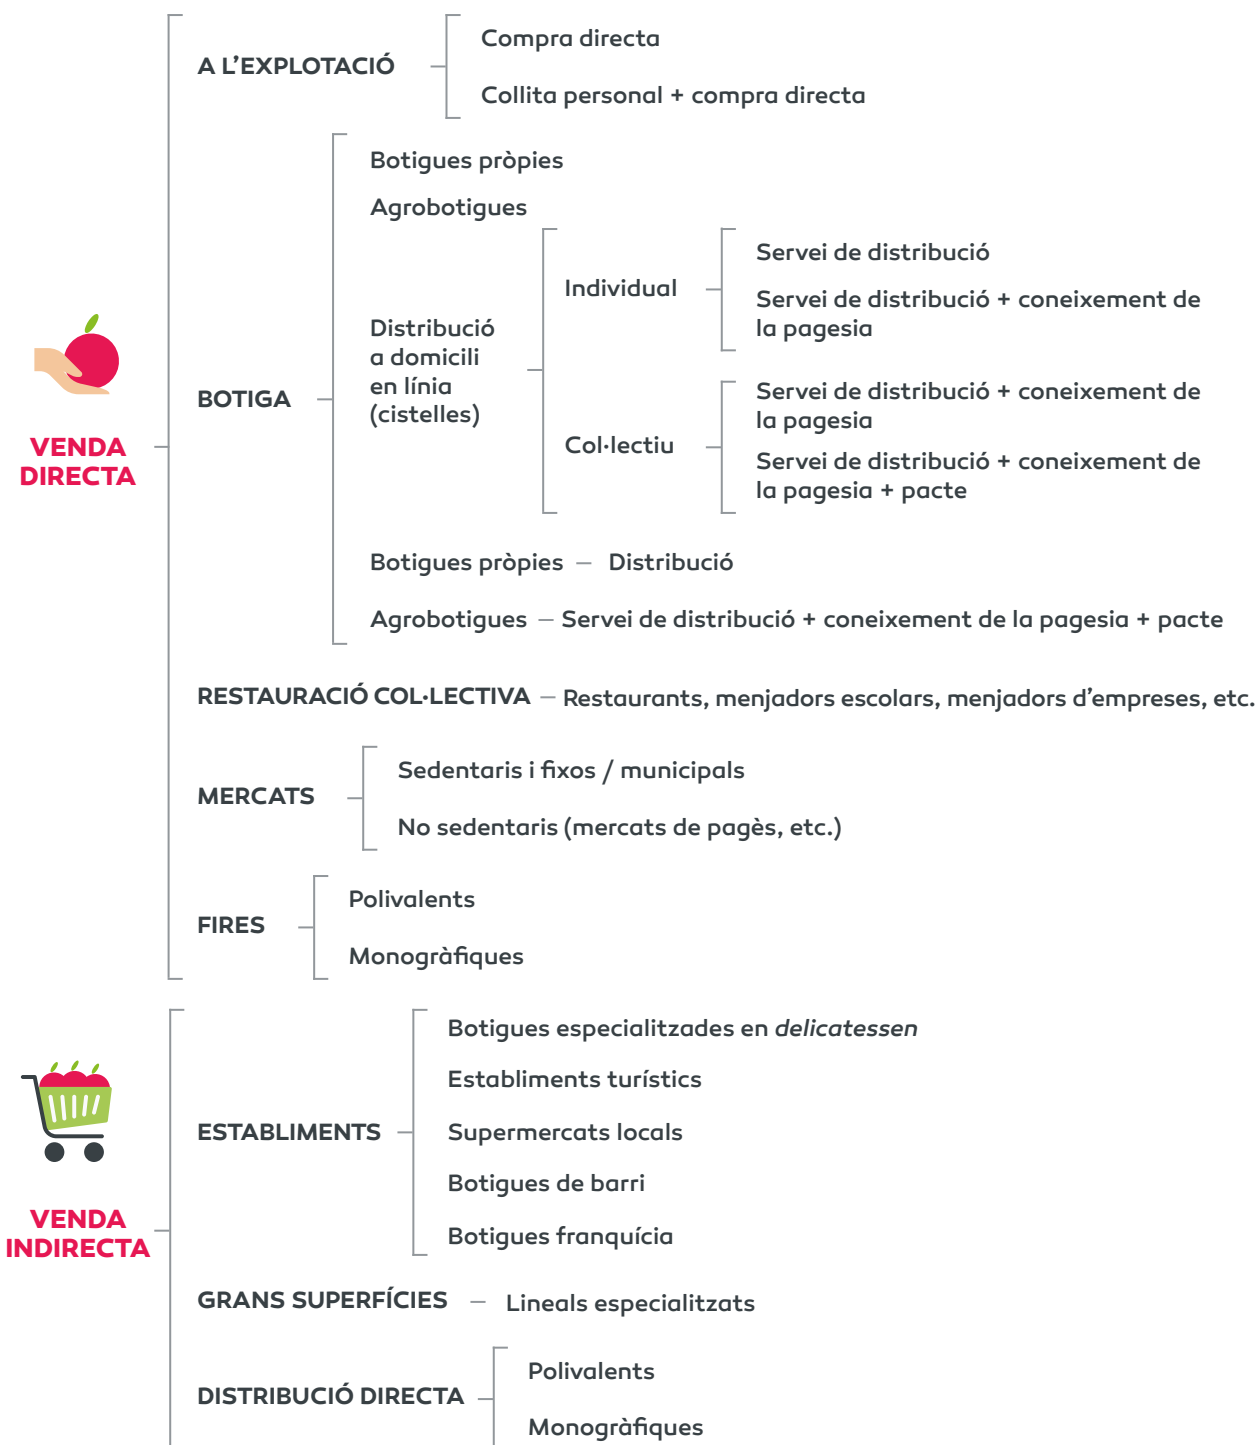 VENDA
DIRECTA
A L’EXPLOTACIÓ
Compra directa
Collita personal + compra directa
BOTIGA
Botigues pròpies
Agrobotigues
Distribució
a domicili
en línia
(cistelles)
Individual
Servei de distribució
Servei de distribució + coneixement de
la pagesia
Col·lectiu
Servei de distribució + coneixement de
la pagesia
Servei de distribució + coneixement de
la pagesia + pacte
Botigues pròpies – Distribució
Agrobotigues – Servei de distribució + coneixement de la pagesia + pacte
RESTAURACIÓ COL·LECTIVA – Restaurants, menjadors escolars, menjadors d’empreses, etc.
MERCATS
Sedentaris i fixos / municipals
No sedentaris (mercats de pagès, etc.)
FIRES
Polivalents
Monogràfiques
VENDA
INDIRECTA
ESTABLIMENTS
Botigues especialitzades en delicatessen
Establiments turístics
Supermercats locals
Botigues de barri
Botigues franquícia
GRANS SUPERFÍCIES – Lineals especialitzats
DISTRIBUCIÓ DIRECTA
Polivalents
Monogràfiques